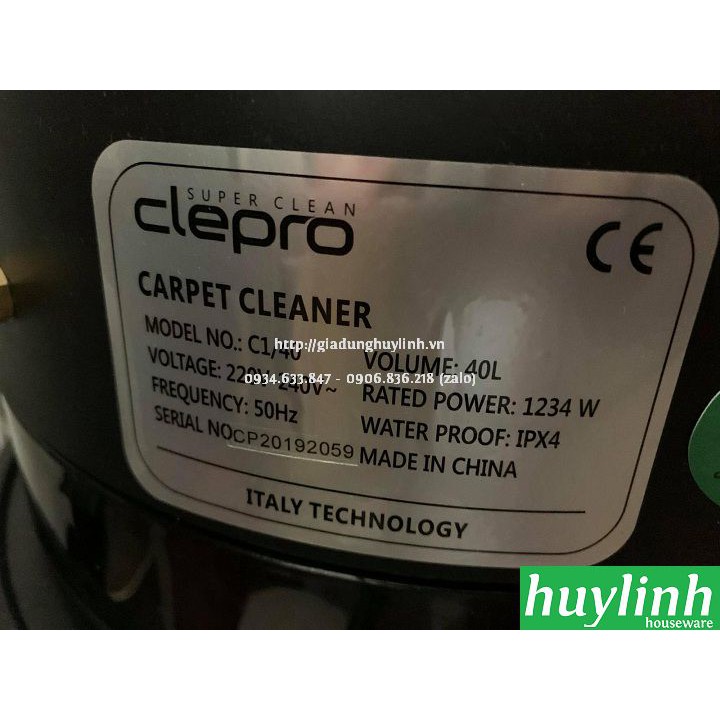 SUPER CLEAN
clepro
CE
CARPET CLEANER
MODEL NO.: C1/40
VOLTAGE: 220V-240V~
FREQUENCY: 50Hz
SERIAL NO
CP20192059
VOLUME: 40L
RATED POWER: 1234 W
WATER PROOF: IPX4
MADE IN CHINA
ITALY TECHNOLOGY
http://giadunghuylinh.vn
0934.633.847 - 0906.836.218 (zalo)
huylinh
houseware